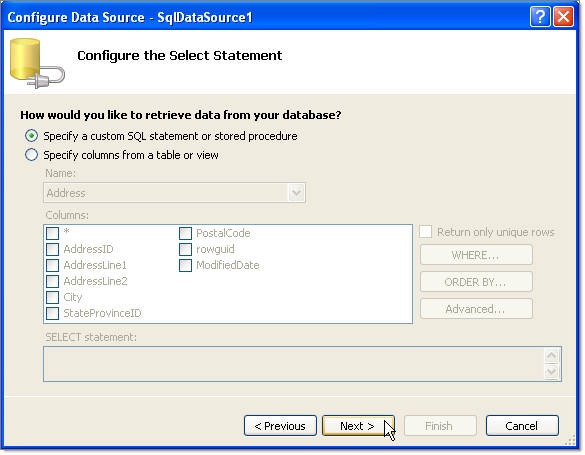 Configure Data Source - SqlDataSource1
Configure the Select Statement
How would you like to retrieve data from your database?
Specify a custom SQL statement or stored procedure
Specify columns from a table or view
Name:
Address
Columns:
*
AddressID
AddressLine1
AddressLine2
City
StateProvinceID
PostalCode
rowguid
ModifiedDate
Return only unique rows
WHERE...
ORDER BY...
Advanced...
SELECT statement:
< Previous
Next >
Finish
Cancel